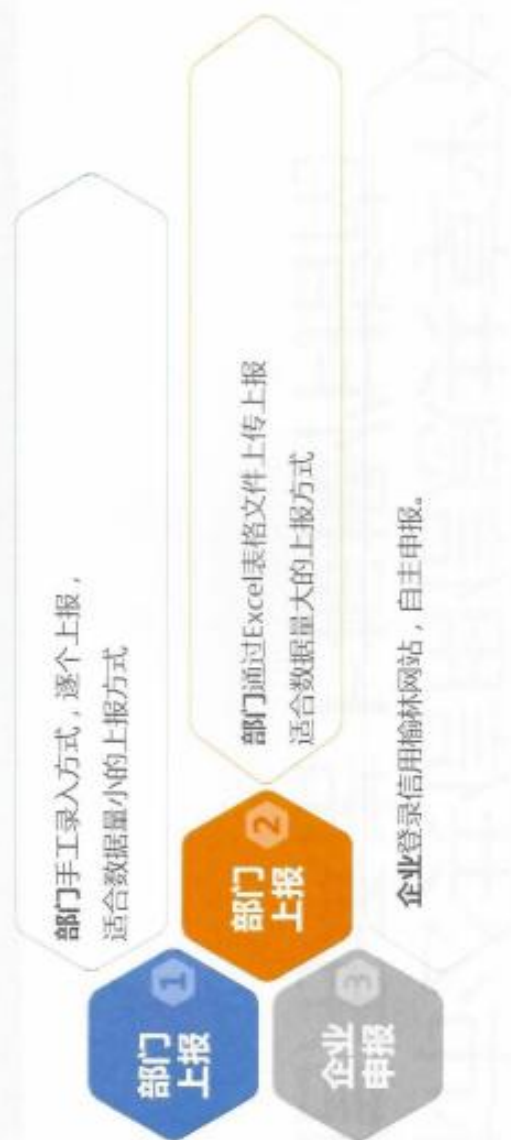 部门
上报
1
部门手工录入方式，逐个上报，
适合数据量小的上报方式
部门
上报
2
部门通过Excel表格文件上传上报
适合数据量大的上报方式
企业
申报
3
企业登录信用榆林网站，自主申报。